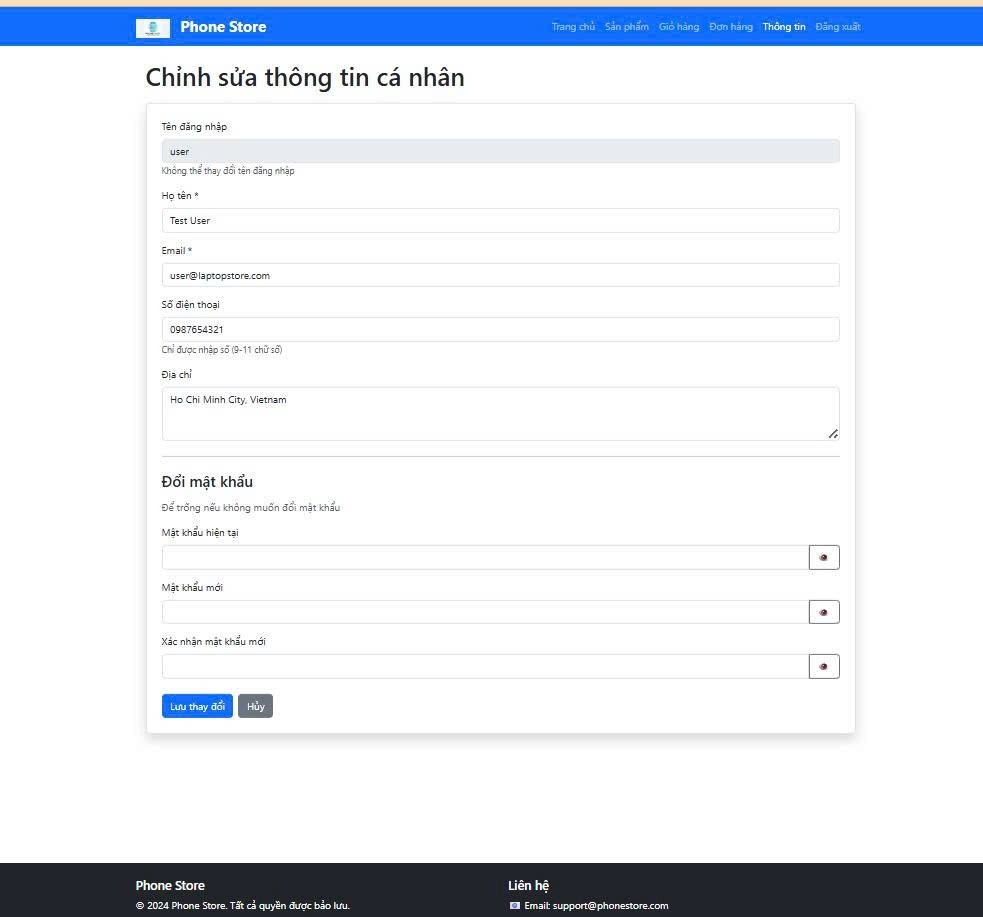 Phone Store
Trang chủ Sản phẩm Giỏ hàng Đơn hàng Thông tin Đăng xuất
Chỉnh sửa thông tin cá nhân
Tên đăng nhập
user
Không thể thay đổi tên đăng nhập
Họ tên *
Test User
Email *
user@laptopstore.com
Số điện thoại
0987654321
Chỉ được nhập số (9-11 chữ số)
Địa chỉ
Ho Chi Minh City, Vietnam
Đổi mật khẩu
Để trống nếu không muốn đổi mật khẩu
Mật khẩu hiện tại
Mật khẩu mới
Xác nhận mật khẩu mới
Lưu thay đổi Hủy
Phone Store
© 2024 Phone Store. Tất cả quyền được bảo lưu.
Liên hệ
Email: support@phonestore.com